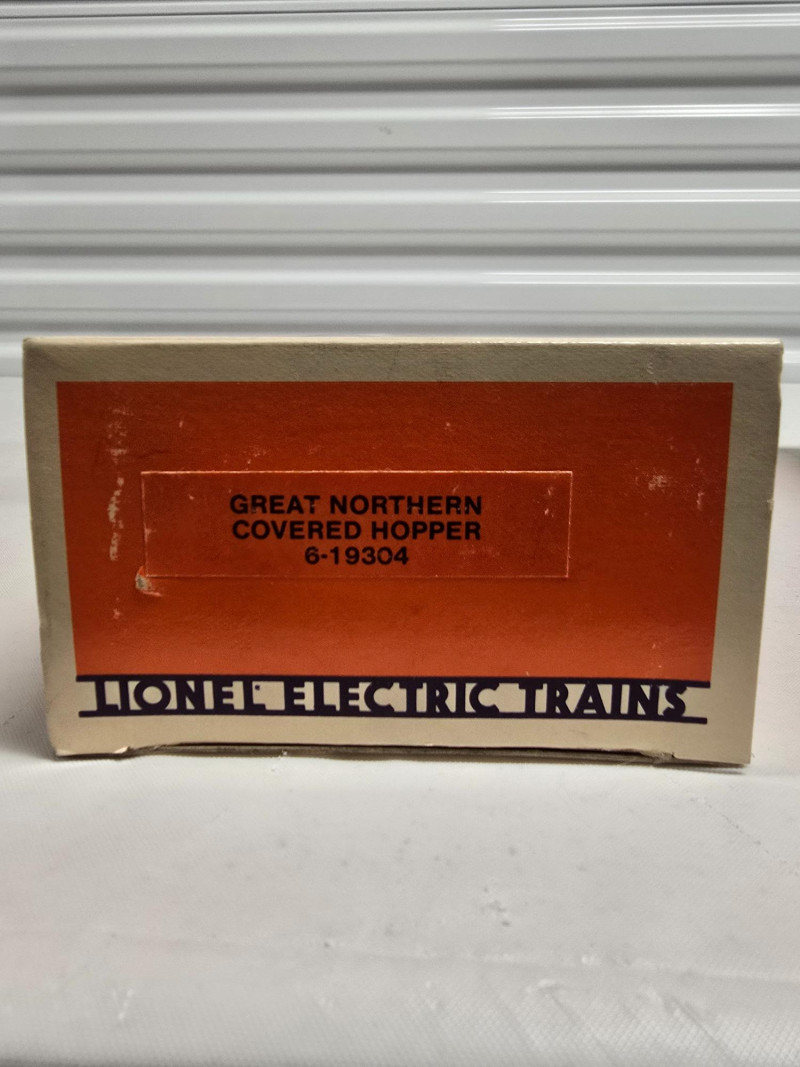 GREAT NORTHERN
COVERED HOPPER
6-19304
LIONEL ELECTRIC TRAINS